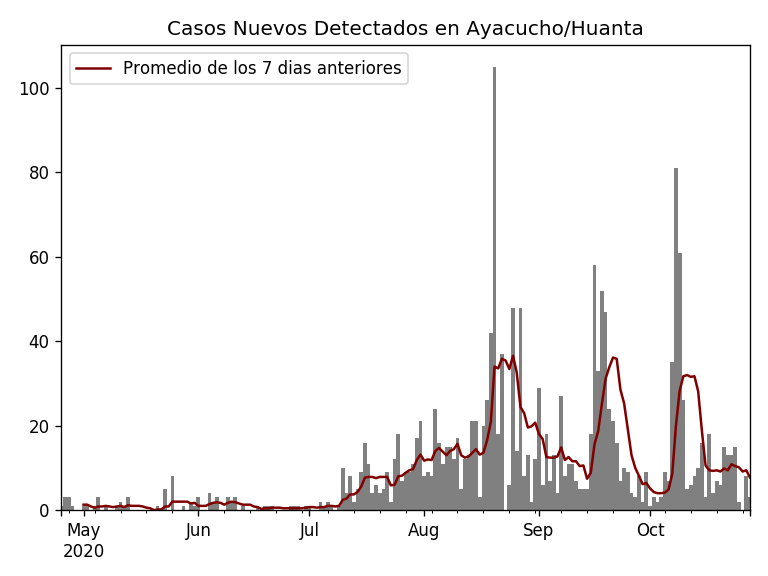 Casos Nuevos Detectados en Ayacucho/Huanta
Promedio de los 7 dias anteriores
100
80
60
40
20
0
May Jun Jul Aug Sep Oct
2020